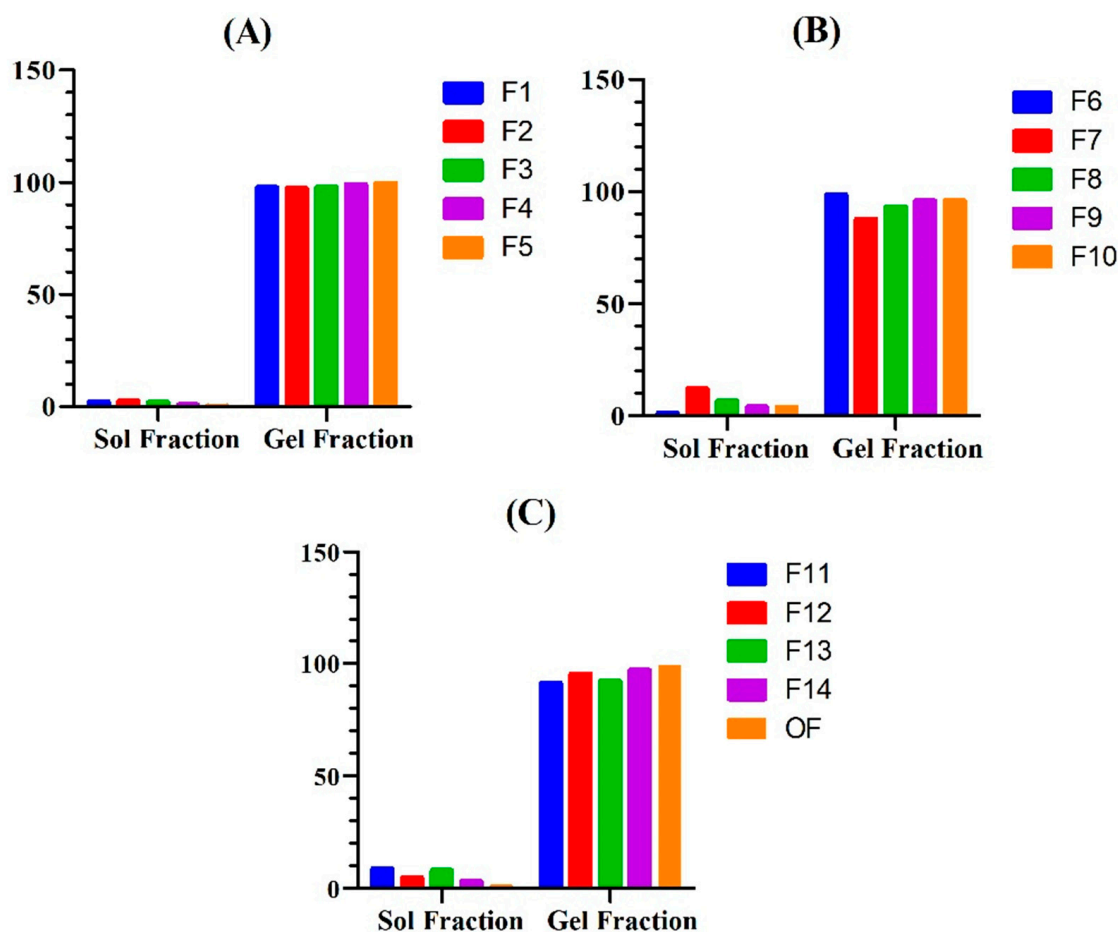 (A)
150
100
50
0
Sol Fraction Gel Fraction
F1
F2
F3
F4
F5
(B)
150
100
50
0
Sol Fraction Gel Fraction
F6
F7
F8
F9
F10
(C)
150
100
50
0
Sol Fraction Gel Fraction
F11
F12
F13
F14
OF